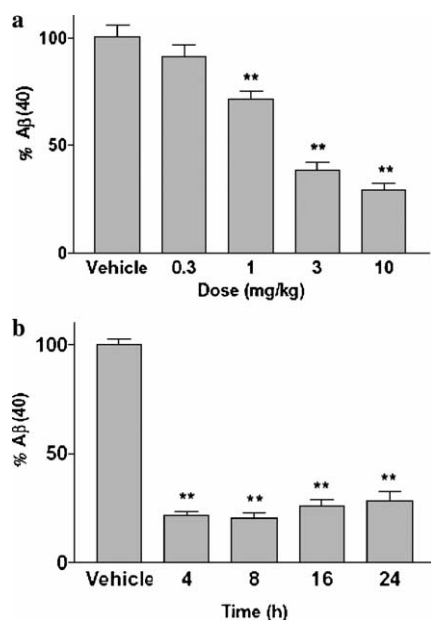 a
100
50
0
% Aβ (40)
**
**
**
Vehicle 0.3 1 3 10
Dose (mg/kg)
b
100
50
0
% Aβ (40)
** ** ** **
Vehicle 4 8 16 24
Time (h)